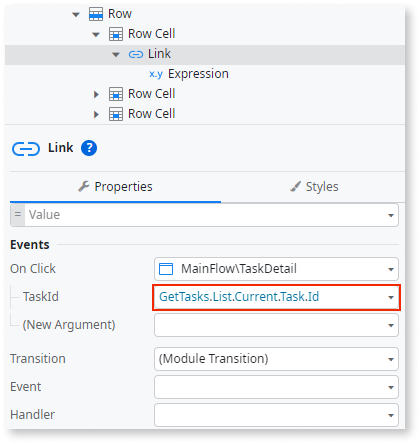 Row
Row Cell
Link
x.y Expression
Row Cell
Row Cell
Link ?
Properties Styles
= Value
Events
On Click MainFlow\TaskDetail
TaskId GetTasks.List.Current.Task.Id
(New Argument)
Transition (Module Transition)
Event
Handler